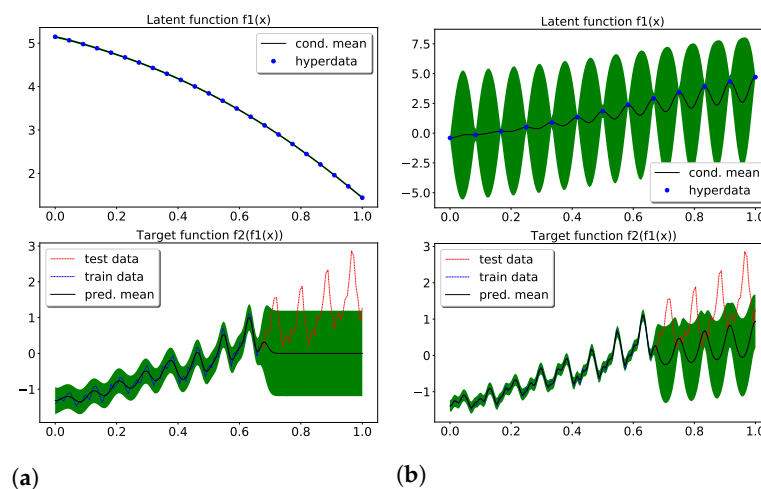 Latent function f1(x)
5
4
3
2
cond. mean
hyperdata
0.0 0.2 0.4 0.6 0.8 1.0
Target function f2(f1(x))
3
2
1
0
−1
test data
train data
pred. mean
0.0 0.2 0.4 0.6 0.8 1.0
(a)
Latent function f1(x)
7.5
5.0
2.5
0.0
−2.5
−5.0
cond. mean
hyperdata
0.0 0.2 0.4 0.6 0.8 1.0
Target function f2(f1(x))
3
2
1
0
−1
test data
train data
pred. mean
0.0 0.2 0.4 0.6 0.8 1.0
(b)